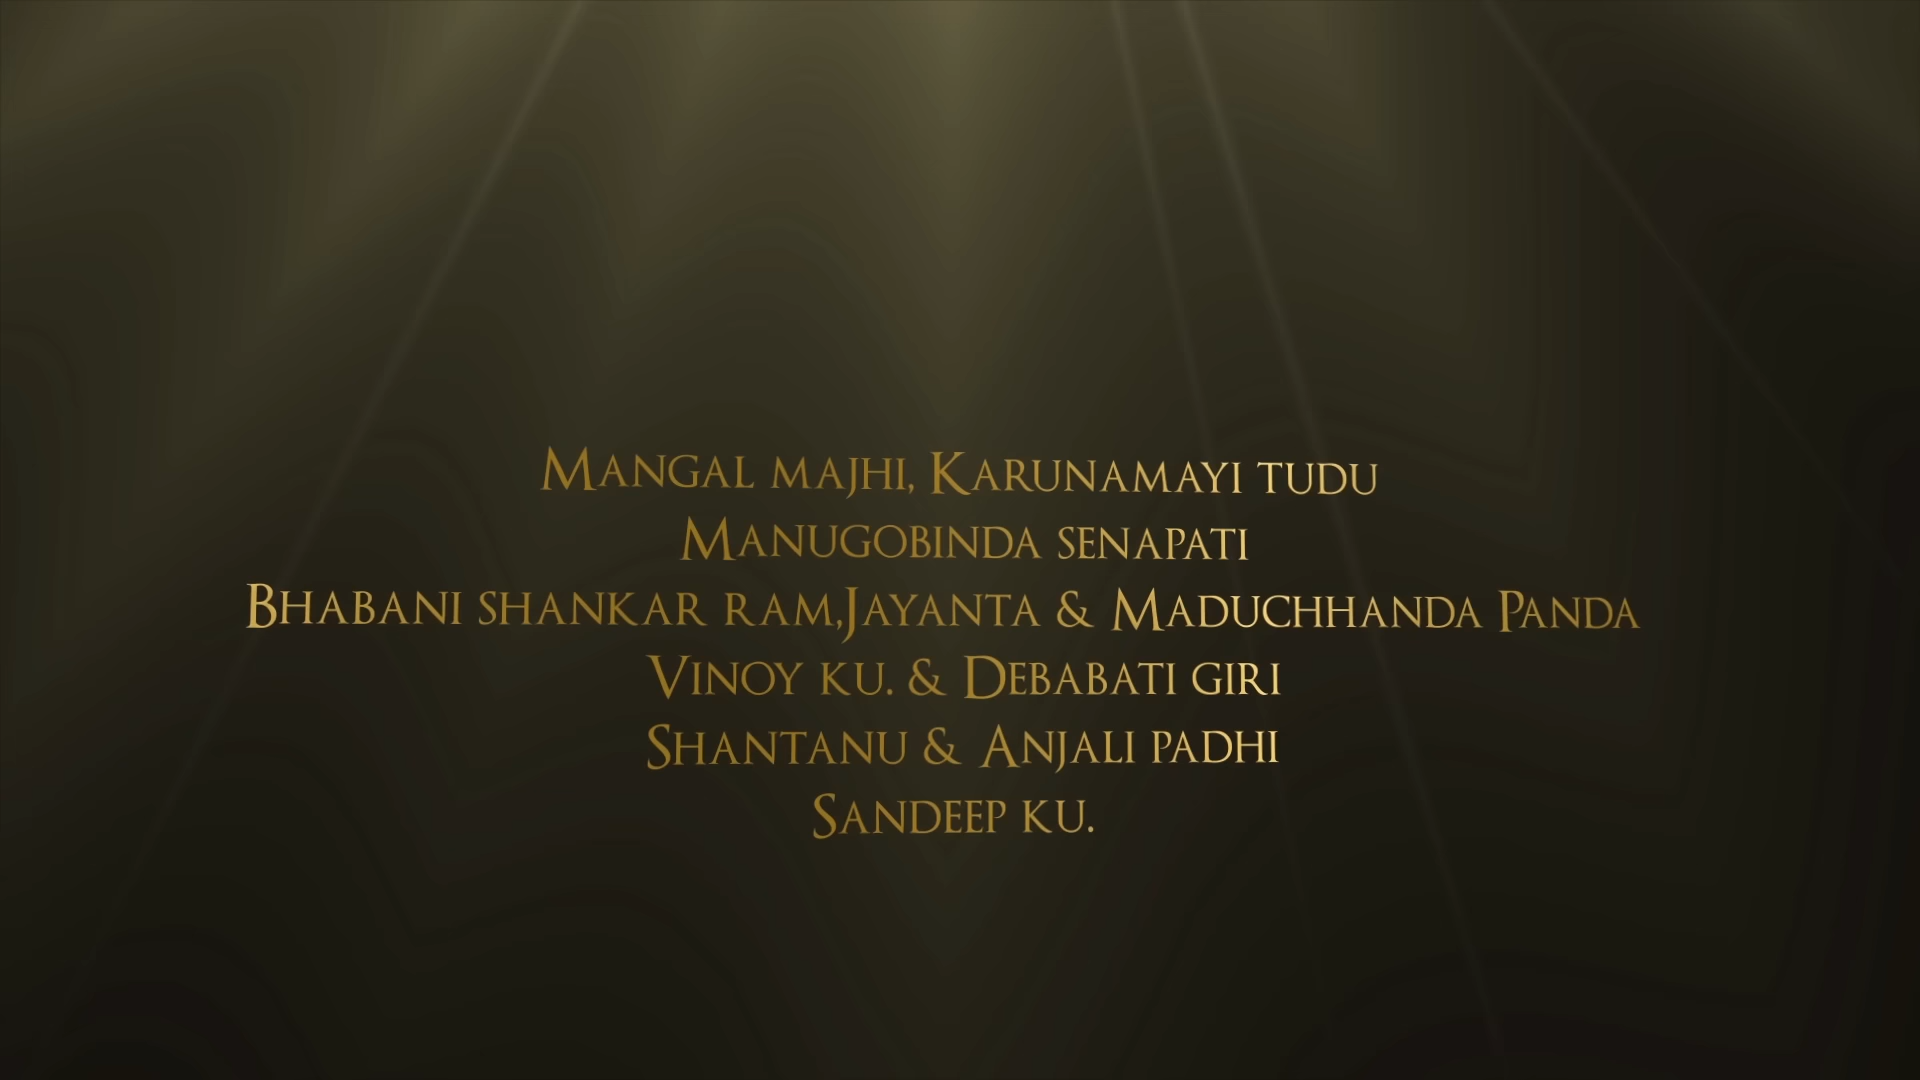 Mangal majhi, Karunamayi tudu
Manugobinda senapati
Bhabani shankar ram,Jayanta & Maduchhanda Panda
Vinoy ku. & Debabati giri
Shantanu & Anjali padhi
Sandeep ku.